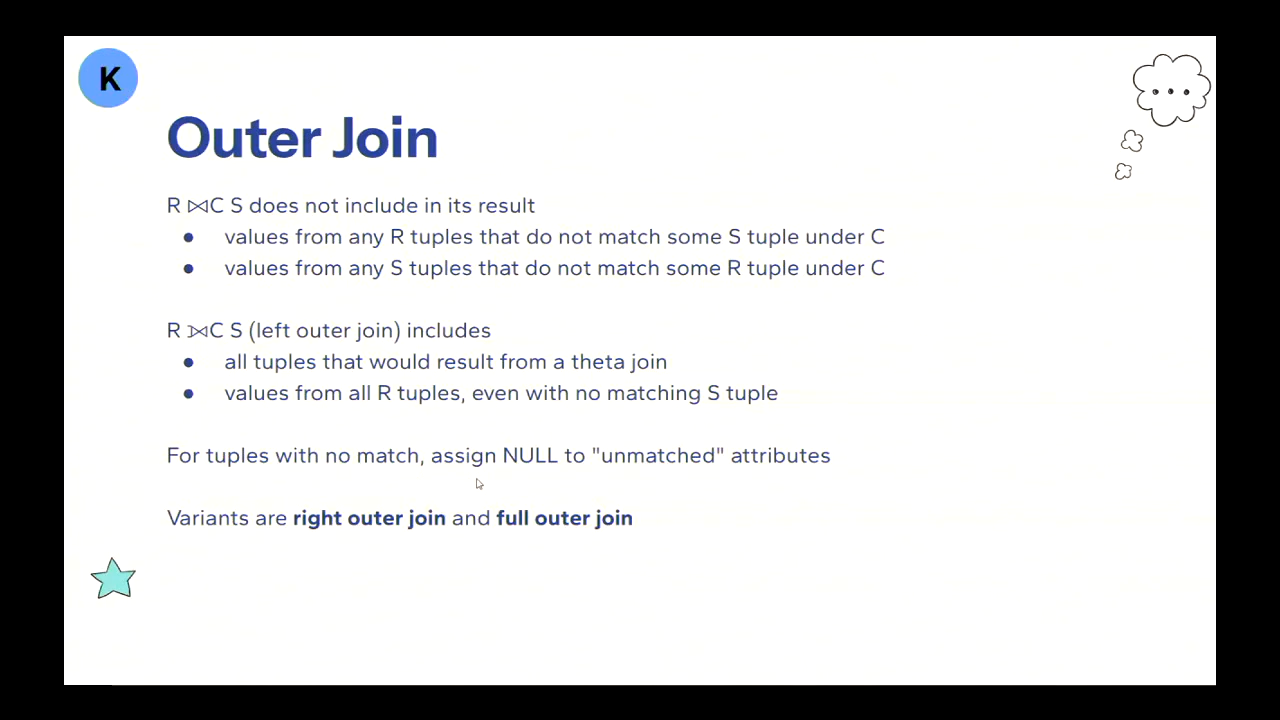 K
Outer Join
R ⋈C S does not include in its result
● values from any R tuples that do not match some S tuple under C
● values from any S tuples that do not match some R tuple under C
R ⟕C S (left outer join) includes
● all tuples that would result from a theta join
● values from all R tuples, even with no matching S tuple
For tuples with no match, assign NULL to "unmatched" attributes
Variants are right outer join and full outer join